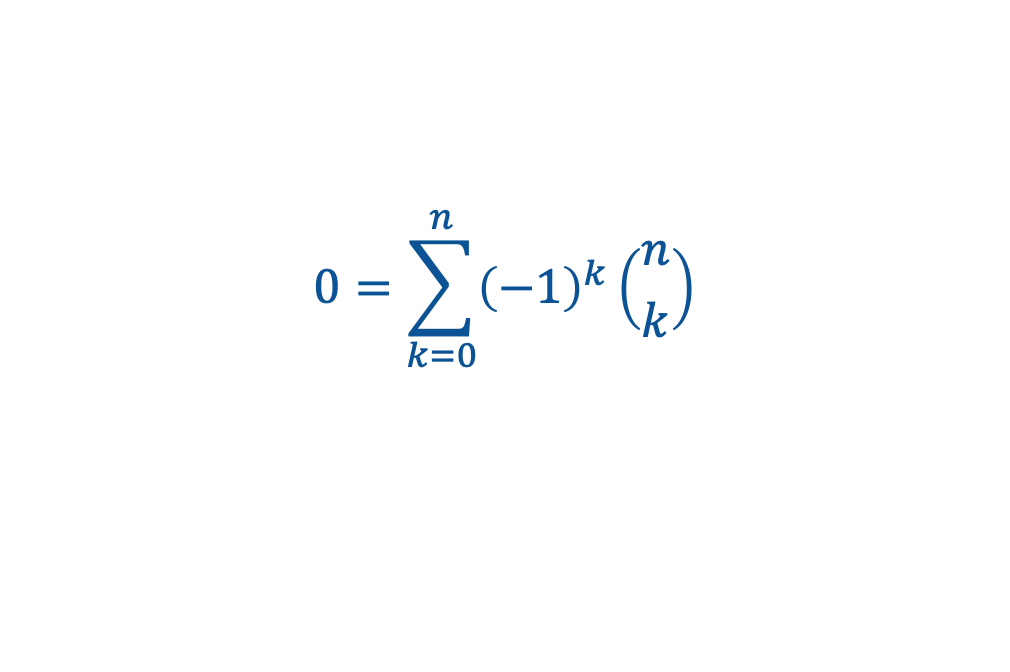 0 = \sum_{k=0}^{n} (-1)^k \binom{n}{k}